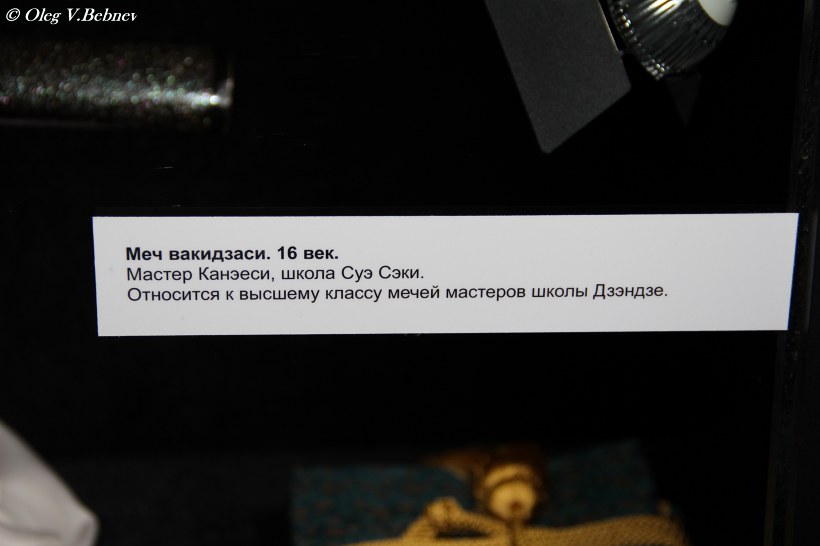 © Oleg V.Bebnev
Меч вакидзаси. 16 век.
Мастер Канэеси, школа Суэ Сэки.
Относится к высшему классу мечей мастеров школы Дзэндзе.